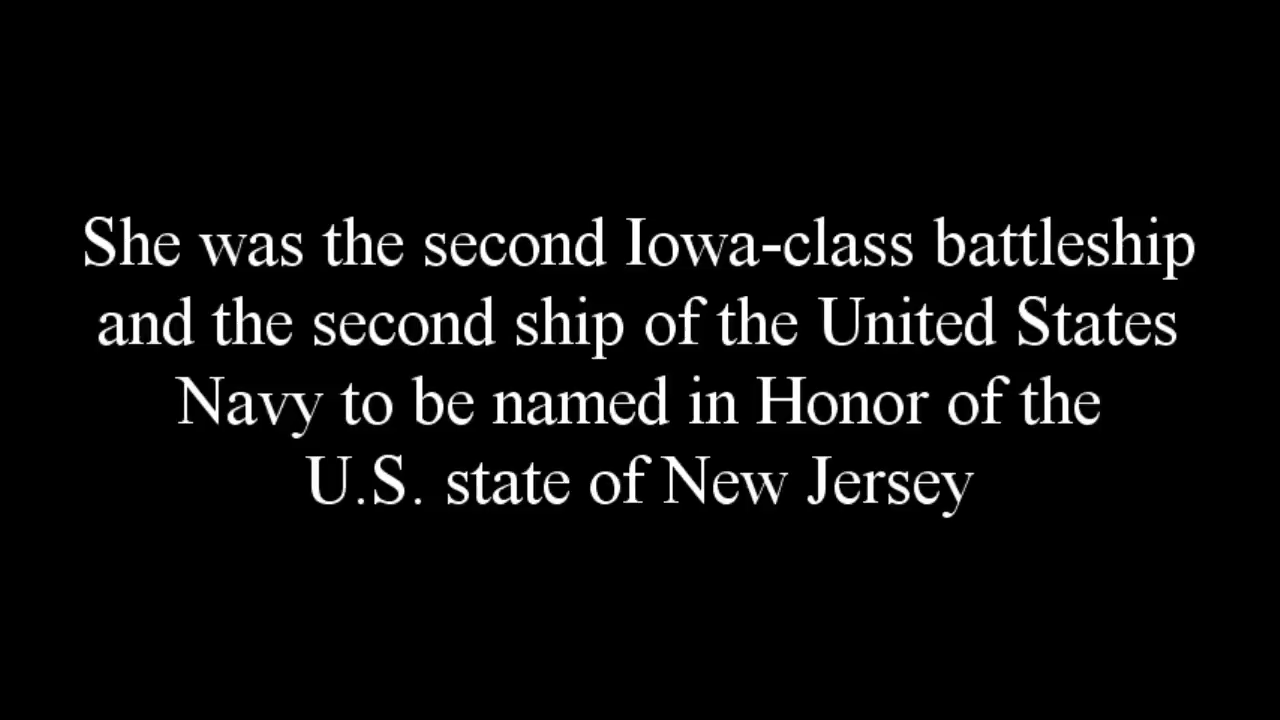 She was the second Iowa-class battleship
and the second ship of the United States
Navy to be named in Honor of the
U.S. state of New Jersey